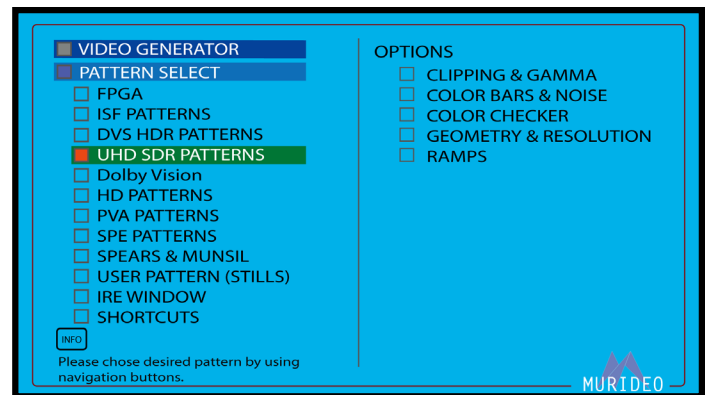 VIDEO GENERATOR
PATTERN SELECT
FPGA
ISF PATTERNS
DVS HDR PATTERNS
UHD SDR PATTERNS
Dolby Vision
HD PATTERNS
PVA PATTERNS
SPE PATTERNS
SPEARS & MUNSIL
USER PATTERN (STILLS)
IRE WINDOW
SHORTCUTS
INFO
Please chose desired pattern by using
navigation buttons.
OPTIONS
CLIPPING & GAMMA
COLOR BARS & NOISE
COLOR CHECKER
GEOMETRY & RESOLUTION
RAMPS
MURIDEO